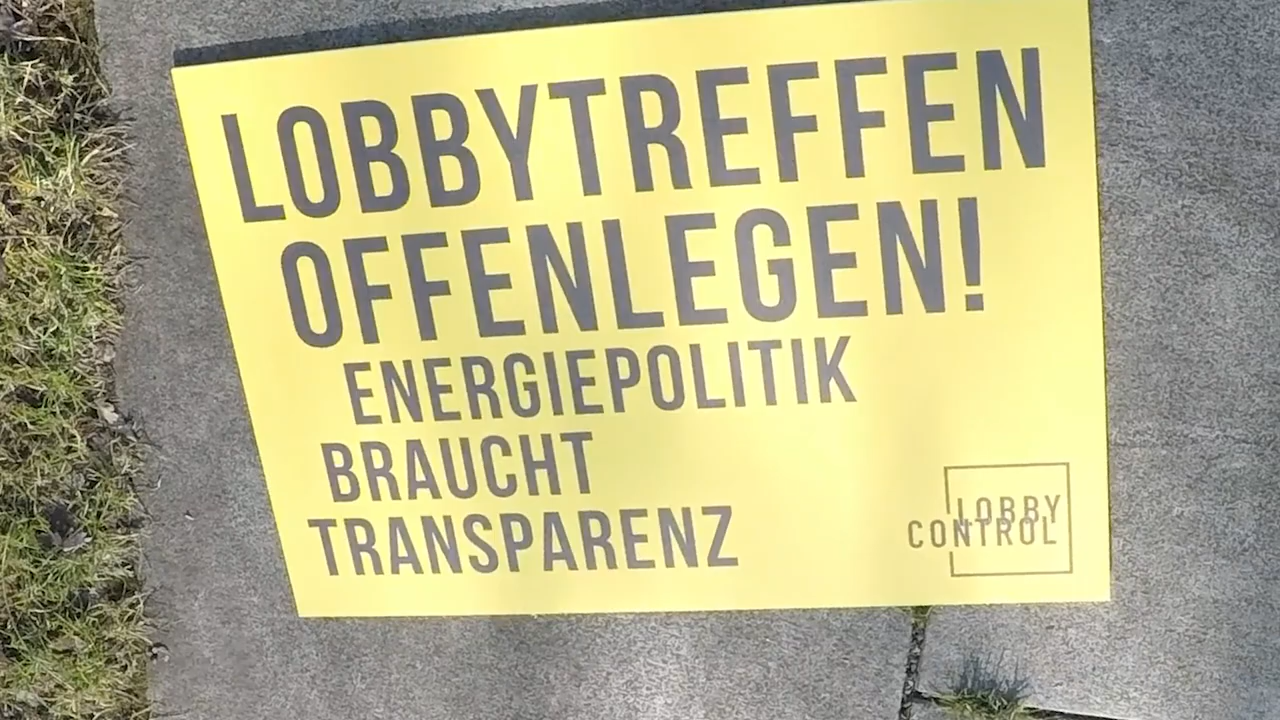 LOBBYTREFFEN
OFFENLEGEN!
ENERGIEPOLITIK
BRAUCHT
TRANSPARENZ
LOBBY
CONTROL